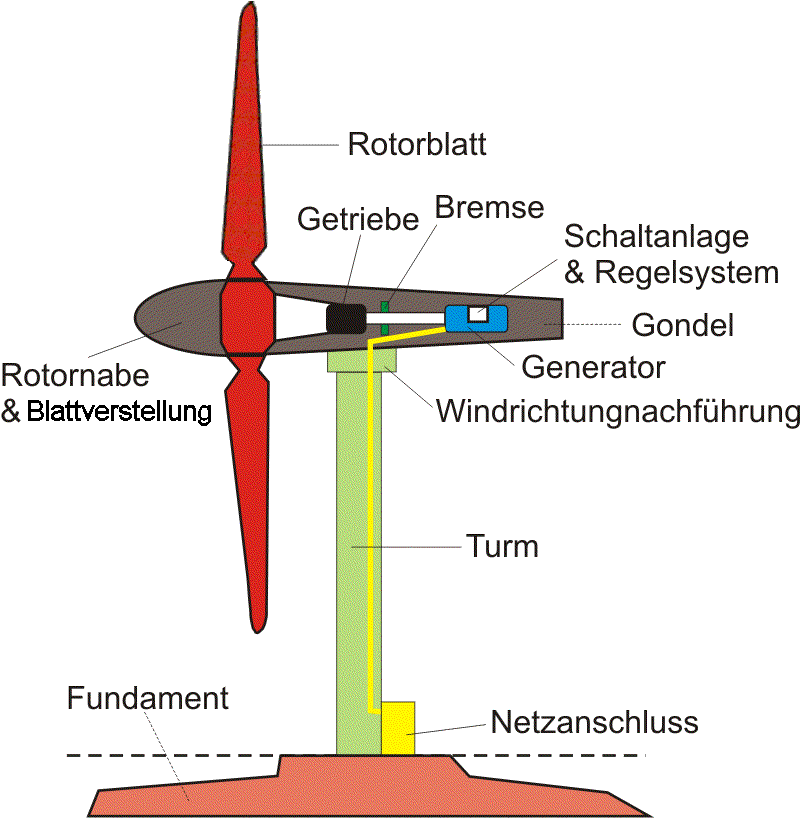 Rotorblatt
Getriebe
Bremse
Schaltanlage
& Regelsystem
Gondel
Generator
Rotornabe
& Blattverstellung
Windrichtungnachführung
Turm
Fundament
Netzanschluss